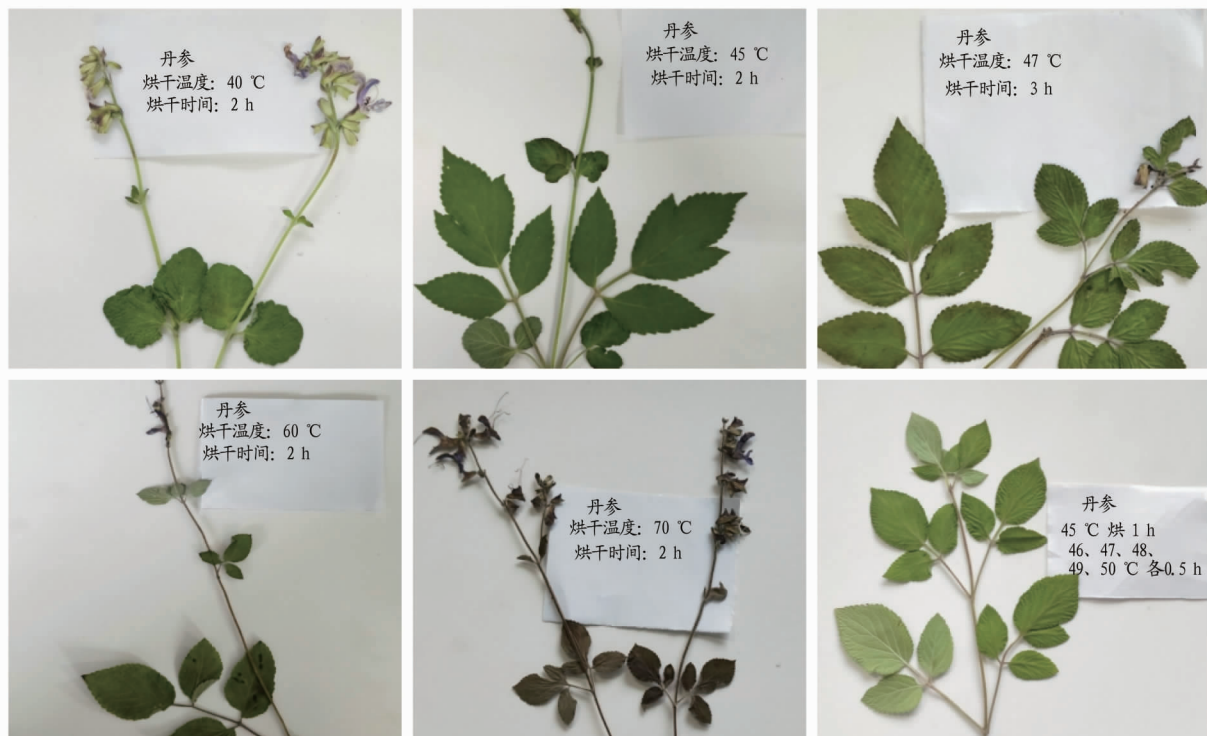 丹参
烘干温度：40 ℃
烘干时间：2 h
丹参
烘干温度：45 ℃
烘干时间：2 h
丹参
烘干温度：47 ℃
烘干时间：3 h
丹参
烘干温度：60 ℃
烘干时间：2 h
丹参
烘干温度：70 ℃
烘干时间：2 h
丹参
45 ℃ 烘 1 h
46、47、48、
49、50 ℃ 各0.5 h